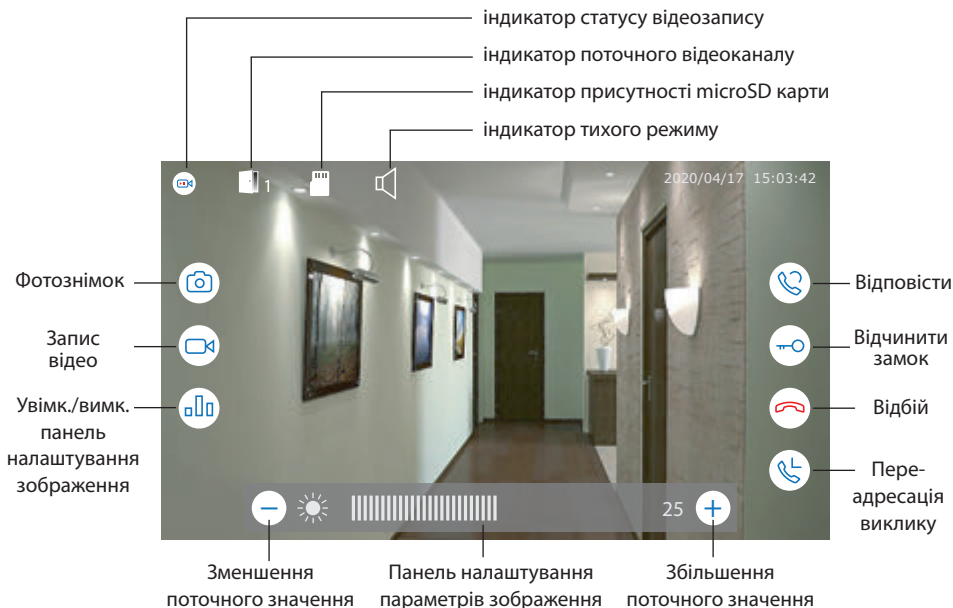 індикатор статусу відеозапису
індикатор поточного відеоканалу
індикатор присутності microSD карти
індикатор тихого режиму
1
2020/04/17 15:03:42
Фотознімок
Запис
відео
Увімк./вимк.
панель
налаштування
зображення
Відповісти
Відчинити
замок
Відбій
Пере-
адресація
виклику
25
Зменшення
поточного значення
Панель налаштування
параметрів зображення
Збільшення
поточного значення